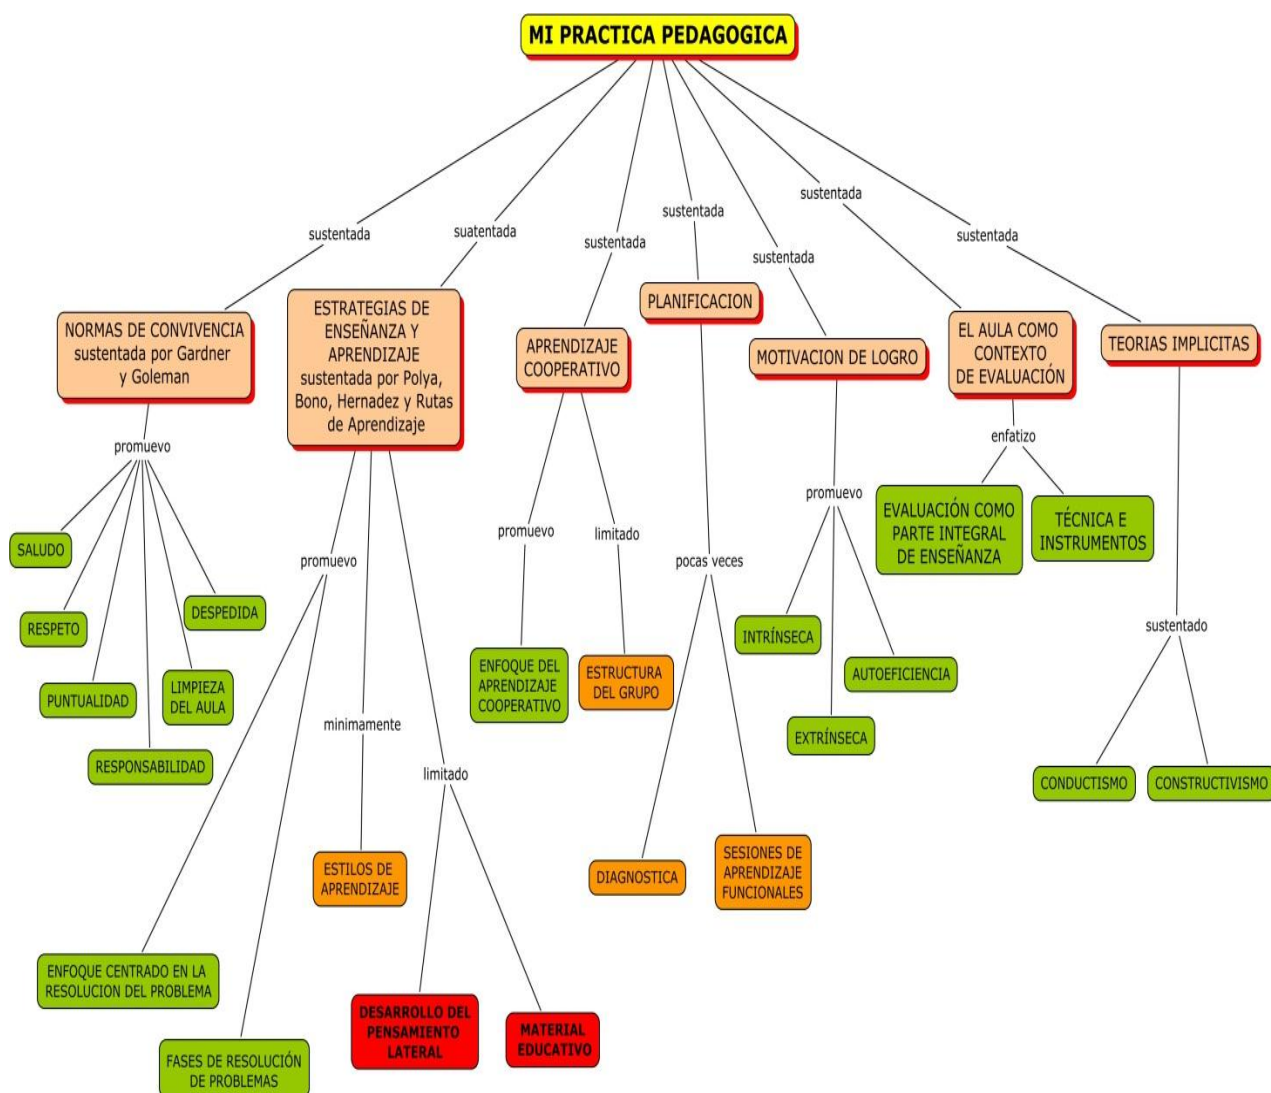 MI PRACTICA PEDAGOGICA
sustentada
suatentada
sustentada
sustentada
sustentada
sustentada
sustentada
NORMAS DE CONVIVENCIA
sustentada por Gardner
y Goleman
ESTRATEGIAS DE
ENSEÑANZA Y
APRENDIZAJE
sustentada por Polya,
Bono, Hernadez y Rutas
de Aprendizaje
APRENDIZAJE
COOPERATIVO
PLANIFICACION
MOTIVACION DE LOGRO
EL AULA COMO
CONTEXTO
DE EVALUACIÓN
TEORIAS IMPLICITAS
promuevo
SALUDO
RESPETO
PUNTUALIDAD
RESPONSABILIDAD
LIMPIEZA
DEL AULA
DESPEDIDA
promuevo
minimamente
limitado
ENFOQUE CENTRADO EN LA
RESOLUCION DEL PROBLEMA
FASES DE RESOLUCIÓN
DE PROBLEMAS
ESTILOS DE
APRENDIZAJE
DESARROLLO DEL
PENSAMIENTO
LATERAL
MATERIAL
EDUCATIVO
promuevo
limitado
ENFOQUE DEL
APRENDIZAJE
COOPERATIVO
ESTRUCTURA
DEL GRUPO
pocas veces
DIAGNOSTICA
SESIONES DE
APRENDIZAJE
FUNCIONALES
promuevo
INTRÍNSECA
EXTRÍNSECA
AUTOEFICIENCIA
enfatizo
EVALUACIÓN COMO
PARTE INTEGRAL
DE ENSEÑANZA
TÉCNICA E
INSTRUMENTOS
sustentado
CONDUCTISMO
CONSTRUCTIVISMO